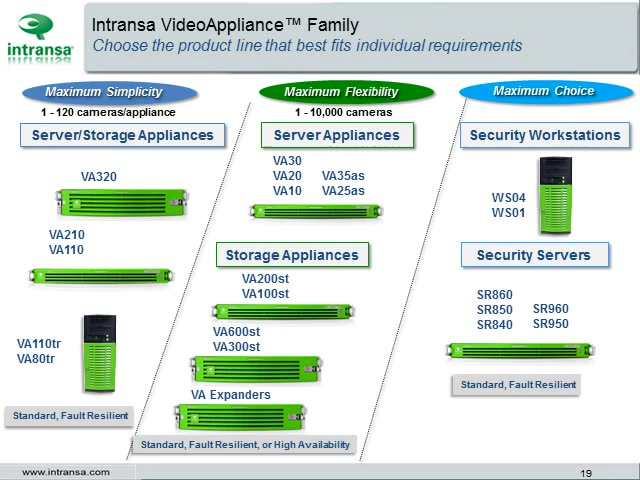 intransa
Intransa VideoAppliance™ Family
Choose the product line that best fits individual requirements
Maximum Simplicity
1 - 120 cameras/appliance
Server/Storage Appliances
VA320
VA210
VA110
VA110tr
VA80tr
Standard, Fault Resilient
Maximum Flexibility
1 - 10,000 cameras
Server Appliances
VA30
VA20 VA35as
VA10 VA25as
Storage Appliances
VA200st
VA100st
VA600st
VA300st
VA Expanders
Standard, Fault Resilient, or High Availability
Maximum Choice
Security Workstations
WS04
WS01
Security Servers
SR860
SR850 SR960
SR840 SR950
Standard, Fault Resilient
www.intransa.com
19